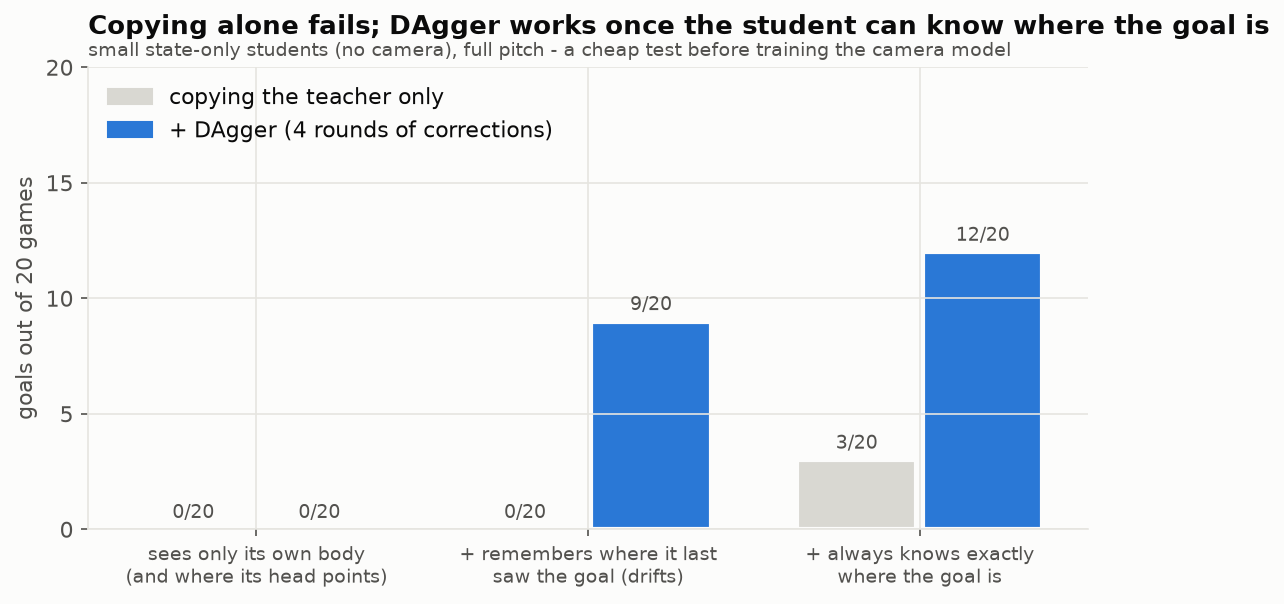 Copying alone fails; DAgger works once the student can know where the goal is
small state-only students (no camera), full pitch - a cheap test before training the camera model
20
15
10
5
0
goals out of 20 games
copying the teacher only
+ DAgger (4 rounds of corrections)
0/20
0/20
0/20
9/20
3/20
12/20
sees only its own body
(and where its head points)
+ remembers where it last
saw the goal (drifts)
+ always knows exactly
where the goal is